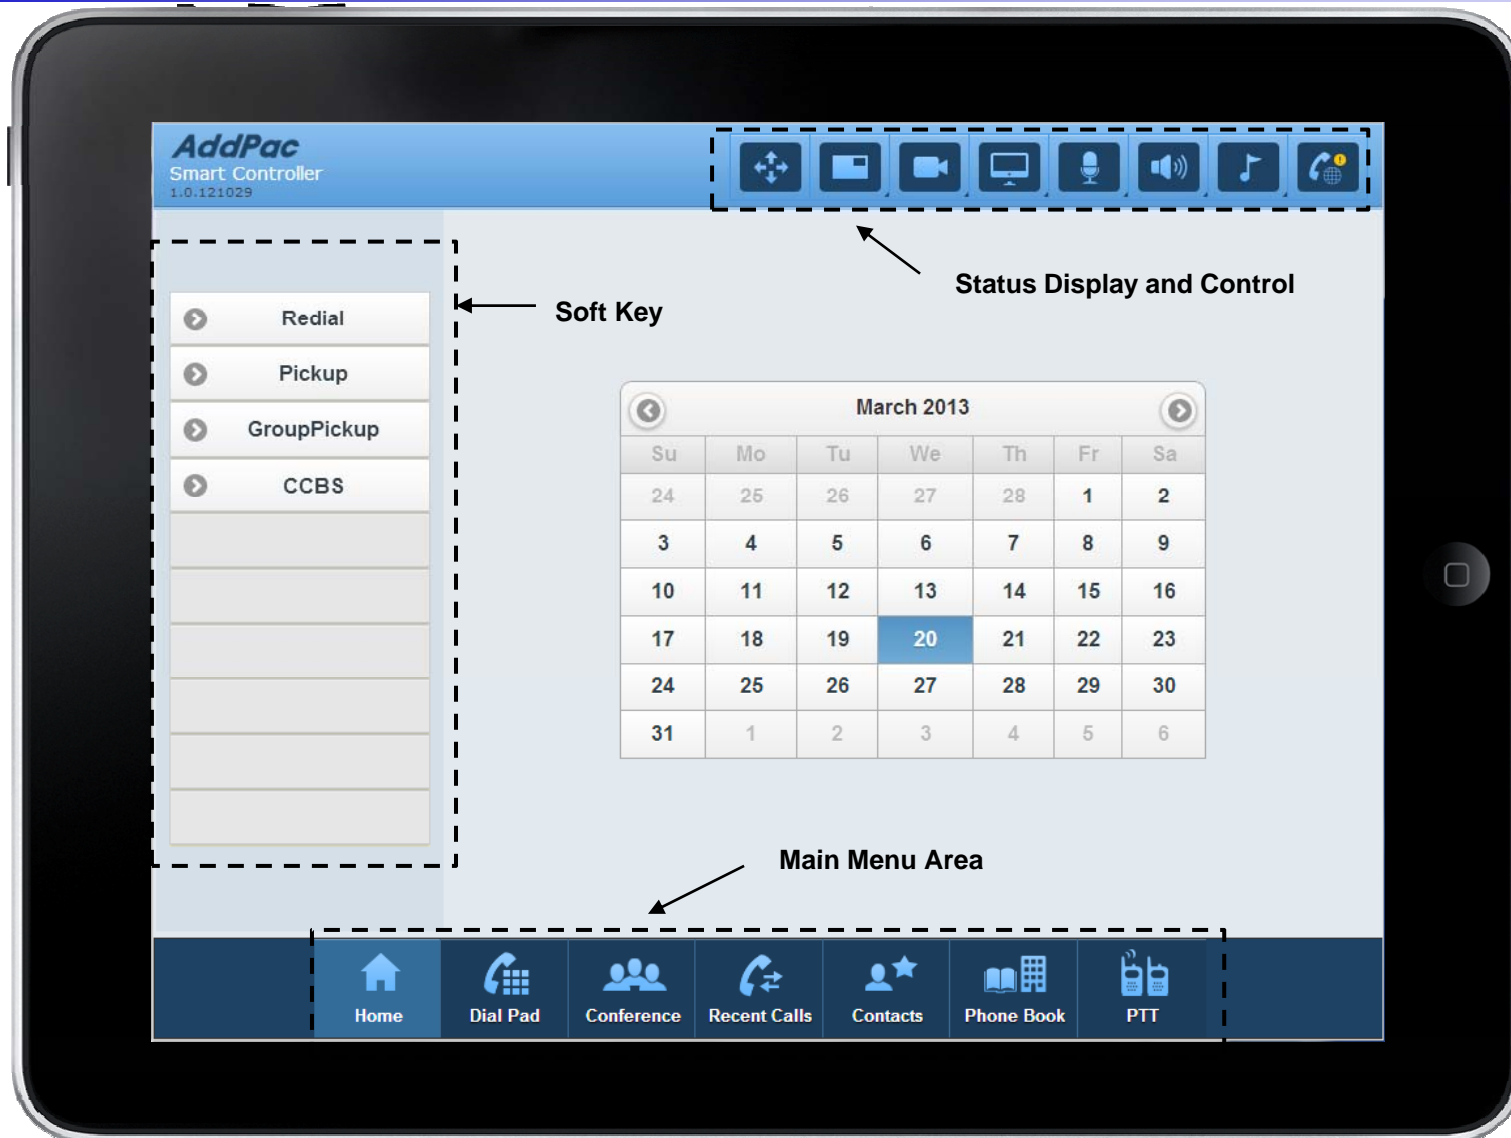 AddPac
Smart Controller
1.0.121029
Status Display and Control
Soft Key
Redial
Pickup
GroupPickup
CCBS
March 2013
Su Mo Tu We Th Fr Sa
24 25 26 27 28 1 2
3 4 5 6 7 8 9
10 11 12 13 14 15 16
17 18 19 20 21 22 23
24 25 26 27 28 29 30
31 1 2 3 4 5 6
Main Menu Area
Home Dial Pad Conference Recent Calls Contacts Phone Book PTT